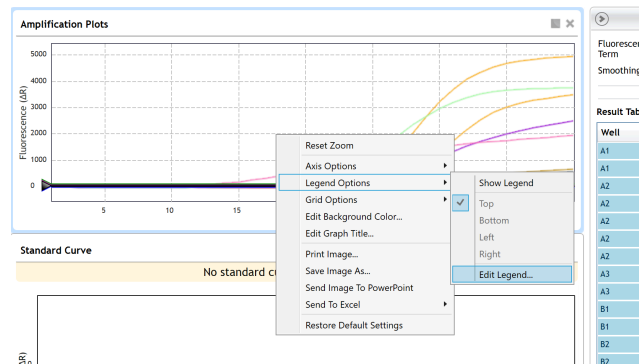 Amplification Plots
5000
4000
3000
2000
1000
0
Fluorescence (ΔR)
5
10
15
Reset Zoom
Axis Options
Legend Options
Grid Options
Edit Background Color...
Edit Graph Title...
Print Image...
Save Image As...
Send Image To PowerPoint
Send To Excel
Restore Default Settings
Show Legend
Top
Bottom
Left
Right
Edit Legend...
Standard Curve
No standard cu
R)
Fluorescen
Term
Smoothing
Result Tab
Well
A1
A1
A2
A2
A2
A2
A2
A3
A3
B1
B1
B2
B2